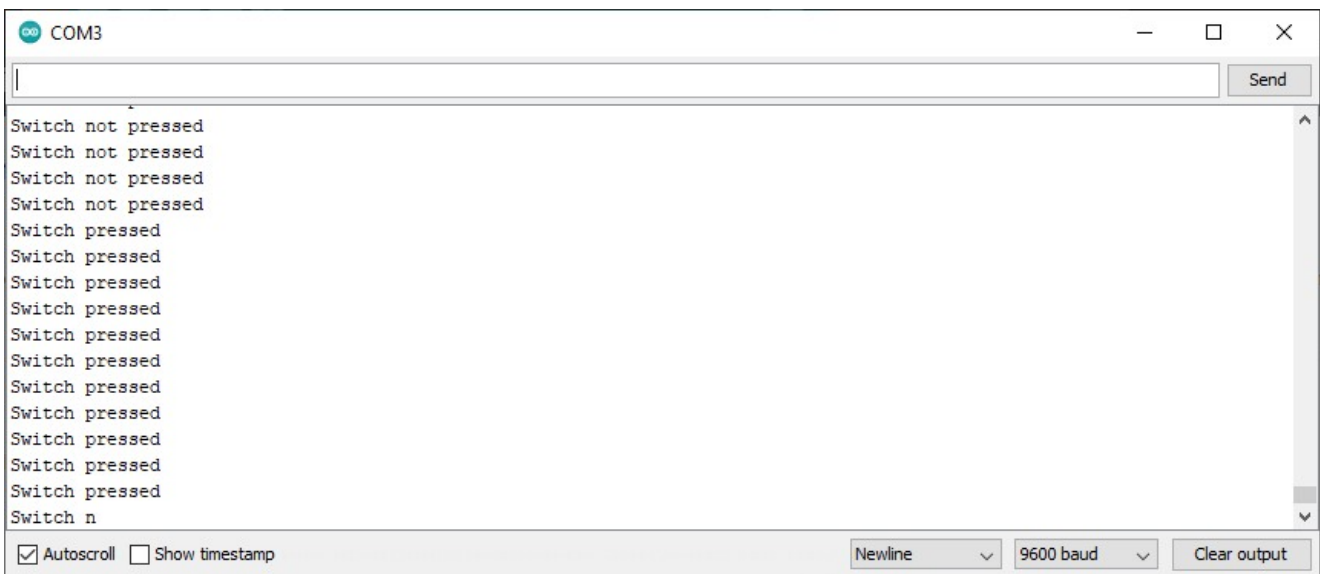 COM3
Send
Switch not pressed
Switch not pressed
Switch not pressed
Switch not pressed
Switch pressed
Switch pressed
Switch pressed
Switch pressed
Switch pressed
Switch pressed
Switch pressed
Switch pressed
Switch pressed
Switch pressed
Switch pressed
Switch n
Autoscroll Show timestamp Newline 9600 baud Clear output